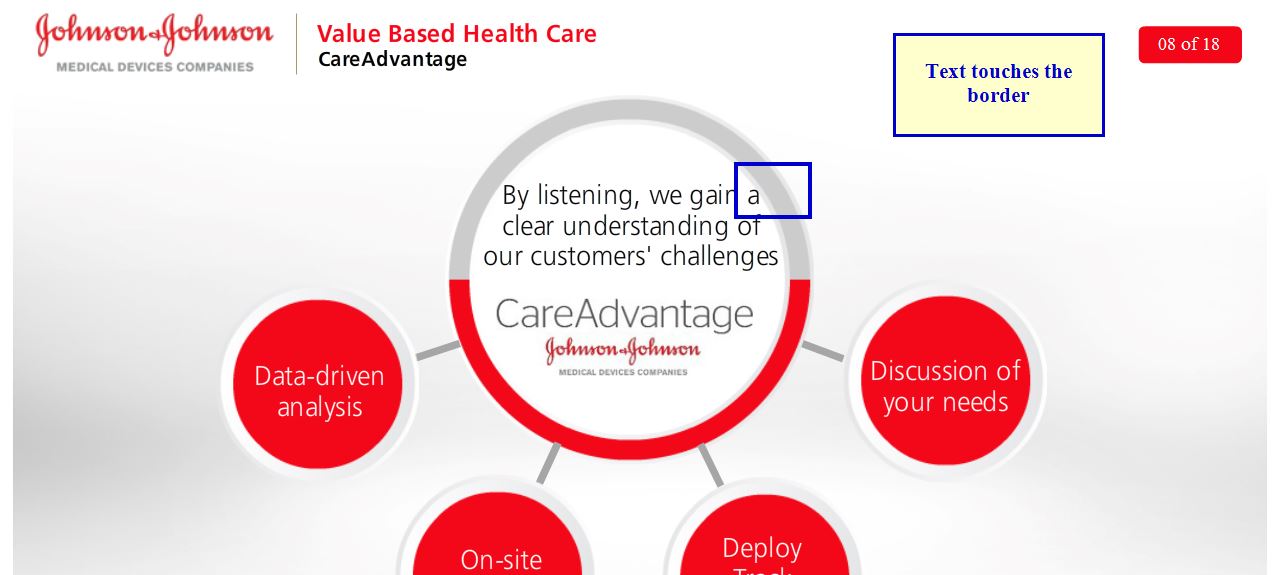 Johnson & Johnson
MEDICAL DEVICES COMPANIES
Value Based Health Care
CareAdvantage
Text touches the
border
08 of 18
By listening, we gain a
clear understanding of
our customers' challenges
CareAdvantage
Johnson & Johnson
MEDICAL DEVICES COMPANIES
Data-driven
analysis
Discussion of
your needs
On-site
Deploy
Track